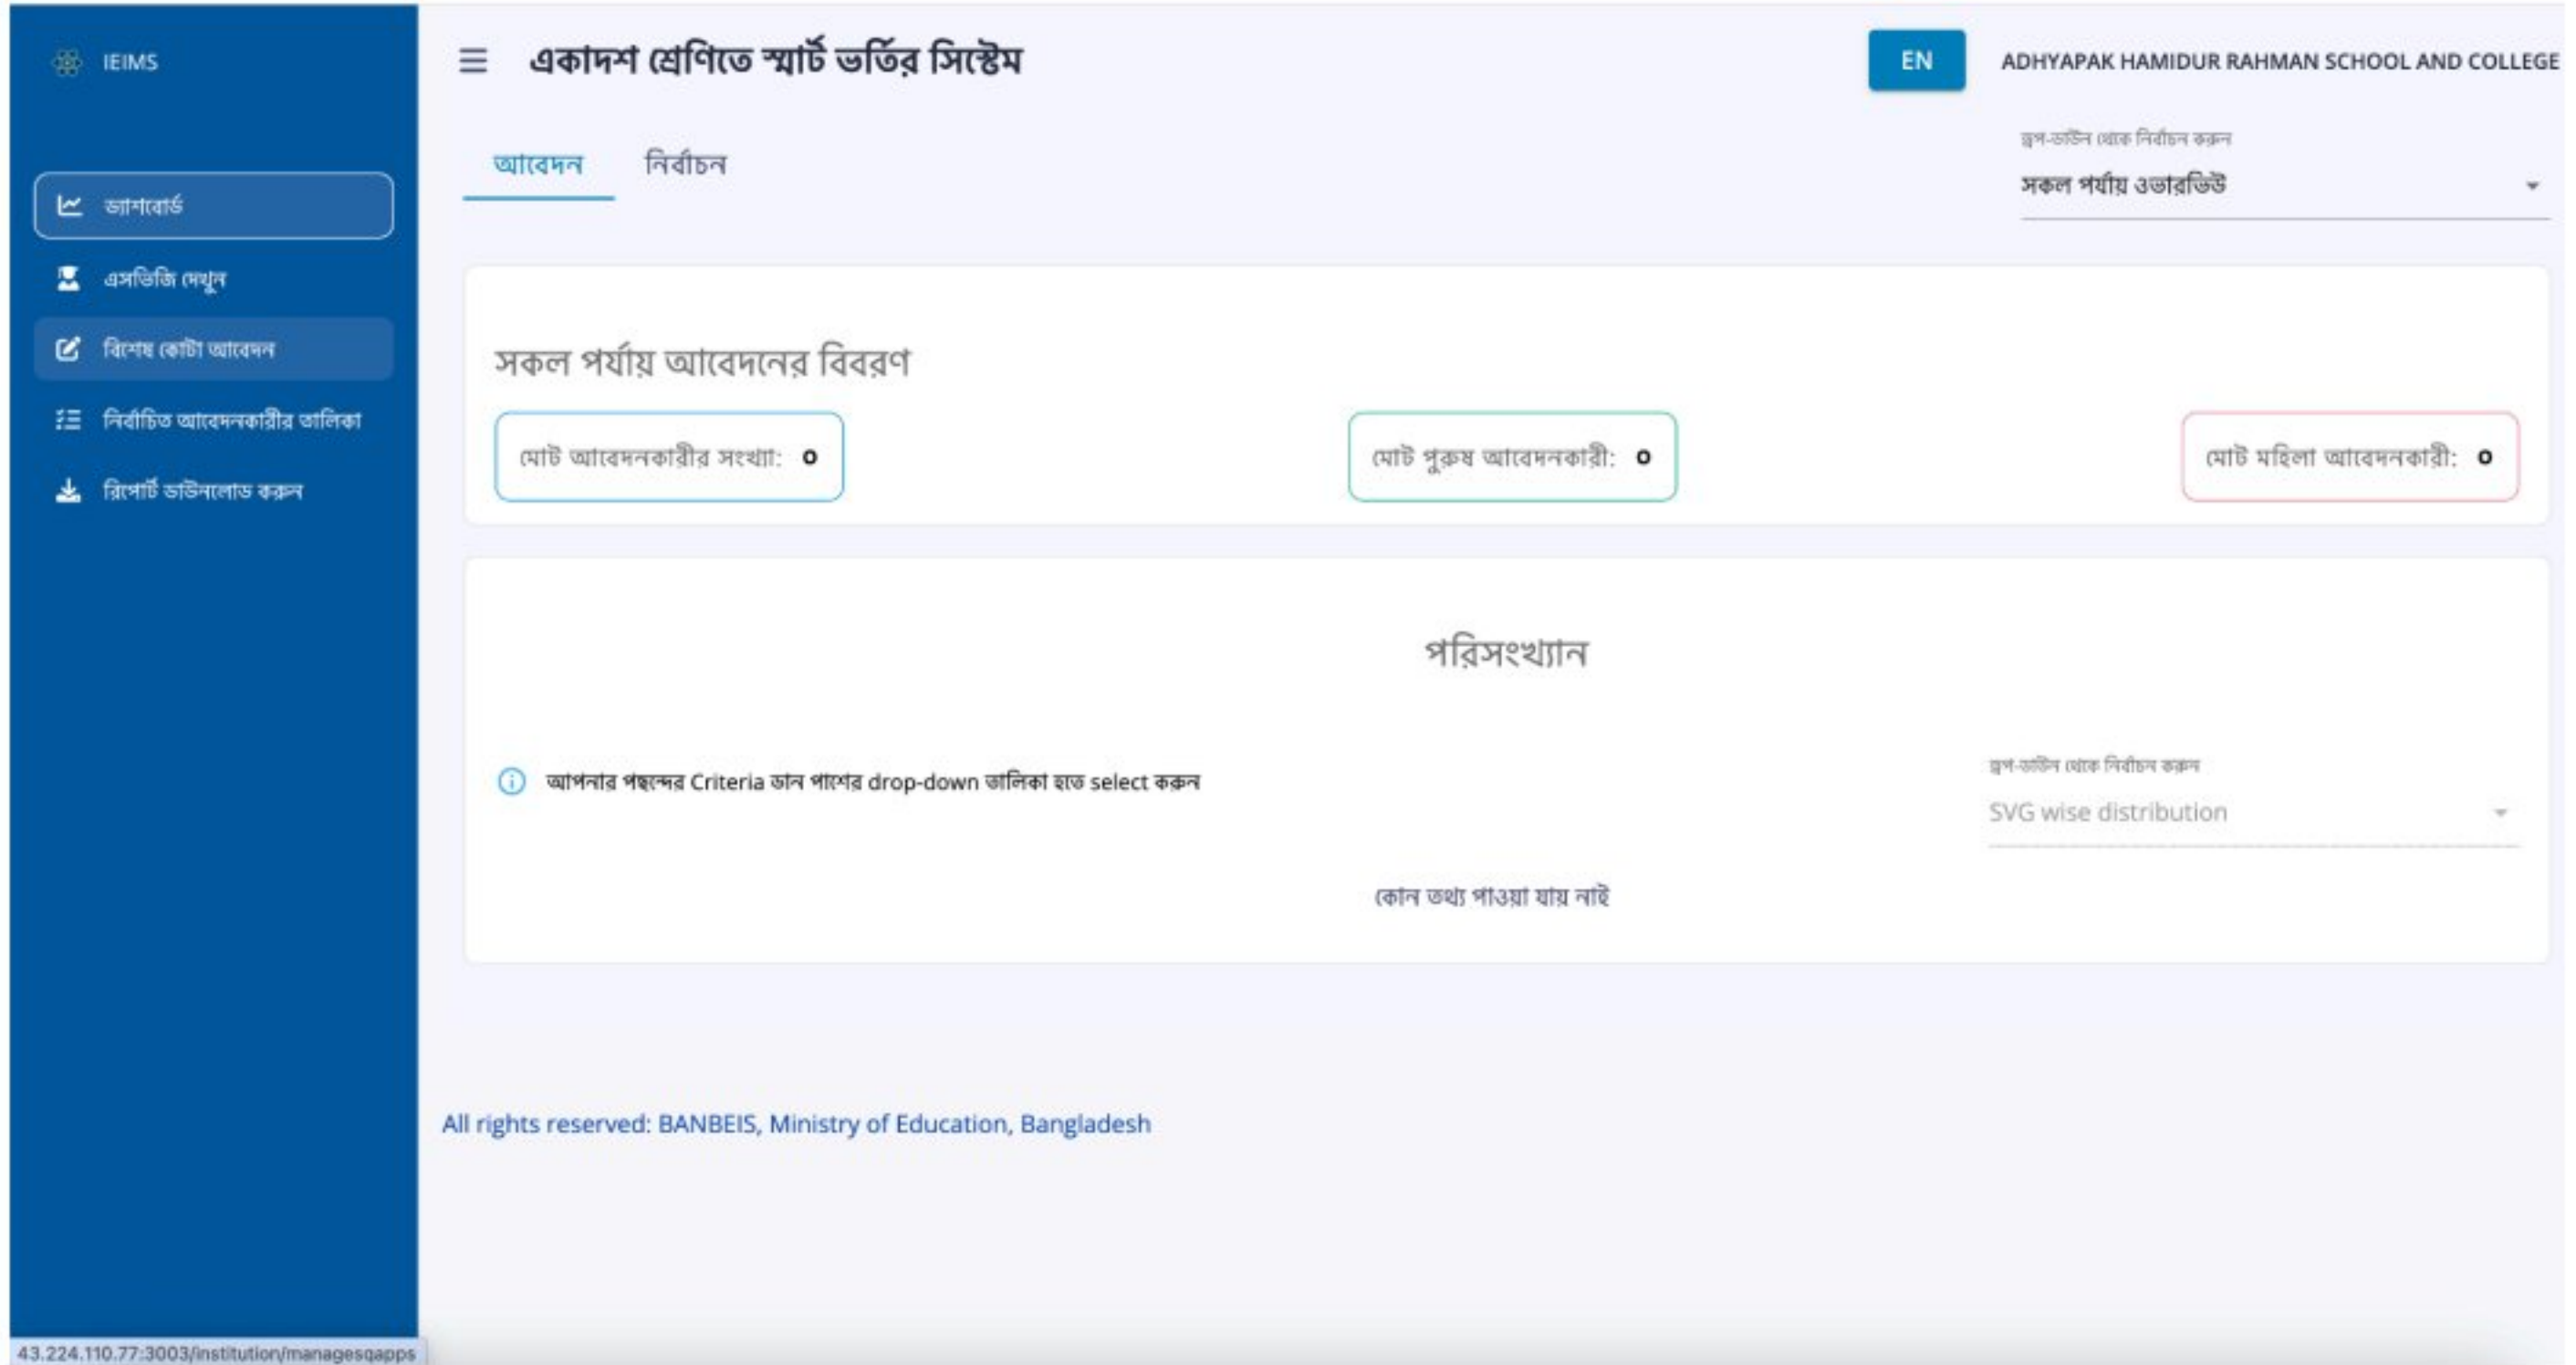 IEIMS
ড্যাশবোর্ড
এসভিজি দেখুন
বিশেষ কোটা আবেদন
নির্বাচিত আবেদনকারীর তালিকা
রিপোর্ট ডাউনলোড করুন
একাদশ শ্রেণিতে স্মার্ট ভর্তির সিস্টেম
EN
ADHYAPAK HAMIDUR RAHMAN SCHOOL AND COLLEGE
আবেদন নির্বাচন
ড্রপ-ডাউন থেকে নির্বাচন করুন
সকল পর্যায় ওভারভিউ
সকল পর্যায় আবেদনের বিবরণ
মোট আবেদনকারীর সংখ্যা: ০
মোট পুরুষ আবেদনকারী: ০
মোট মহিলা আবেদনকারী: ০
পরিসংখ্যান
আপনার পছন্দের Criteria ডান পাশের drop-down তালিকা হতে select করুন
ড্রপ-ডাউন থেকে নির্বাচন করুন
SVG wise distribution
কোন তথ্য পাওয়া যায় নাই
All rights reserved: BANBEIS, Ministry of Education, Bangladesh
43.224.110.77:3003/institution/managesqapps